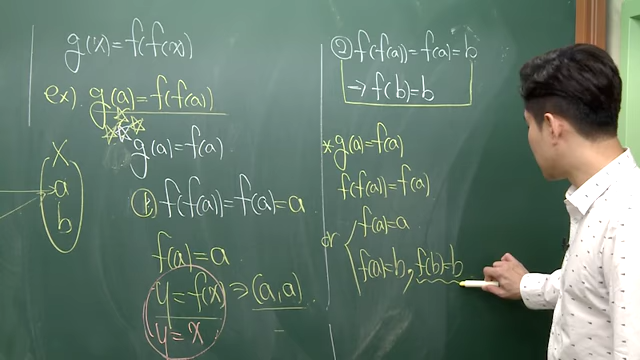 g(x)=f(f(x))
ex) g(a)=f(f(a))
g(a)=f(a)
① f(f(a))=f(a)=a
f(a)=a
y=f(x)⇒(a,a)
y=x
X
a
b
② f(f(a))=f(a)=b
→f(b)=b
*g(a)=f(a)
f(f(a))=f(a)
or
f(a)=a
f(a)=b, f(b)=b